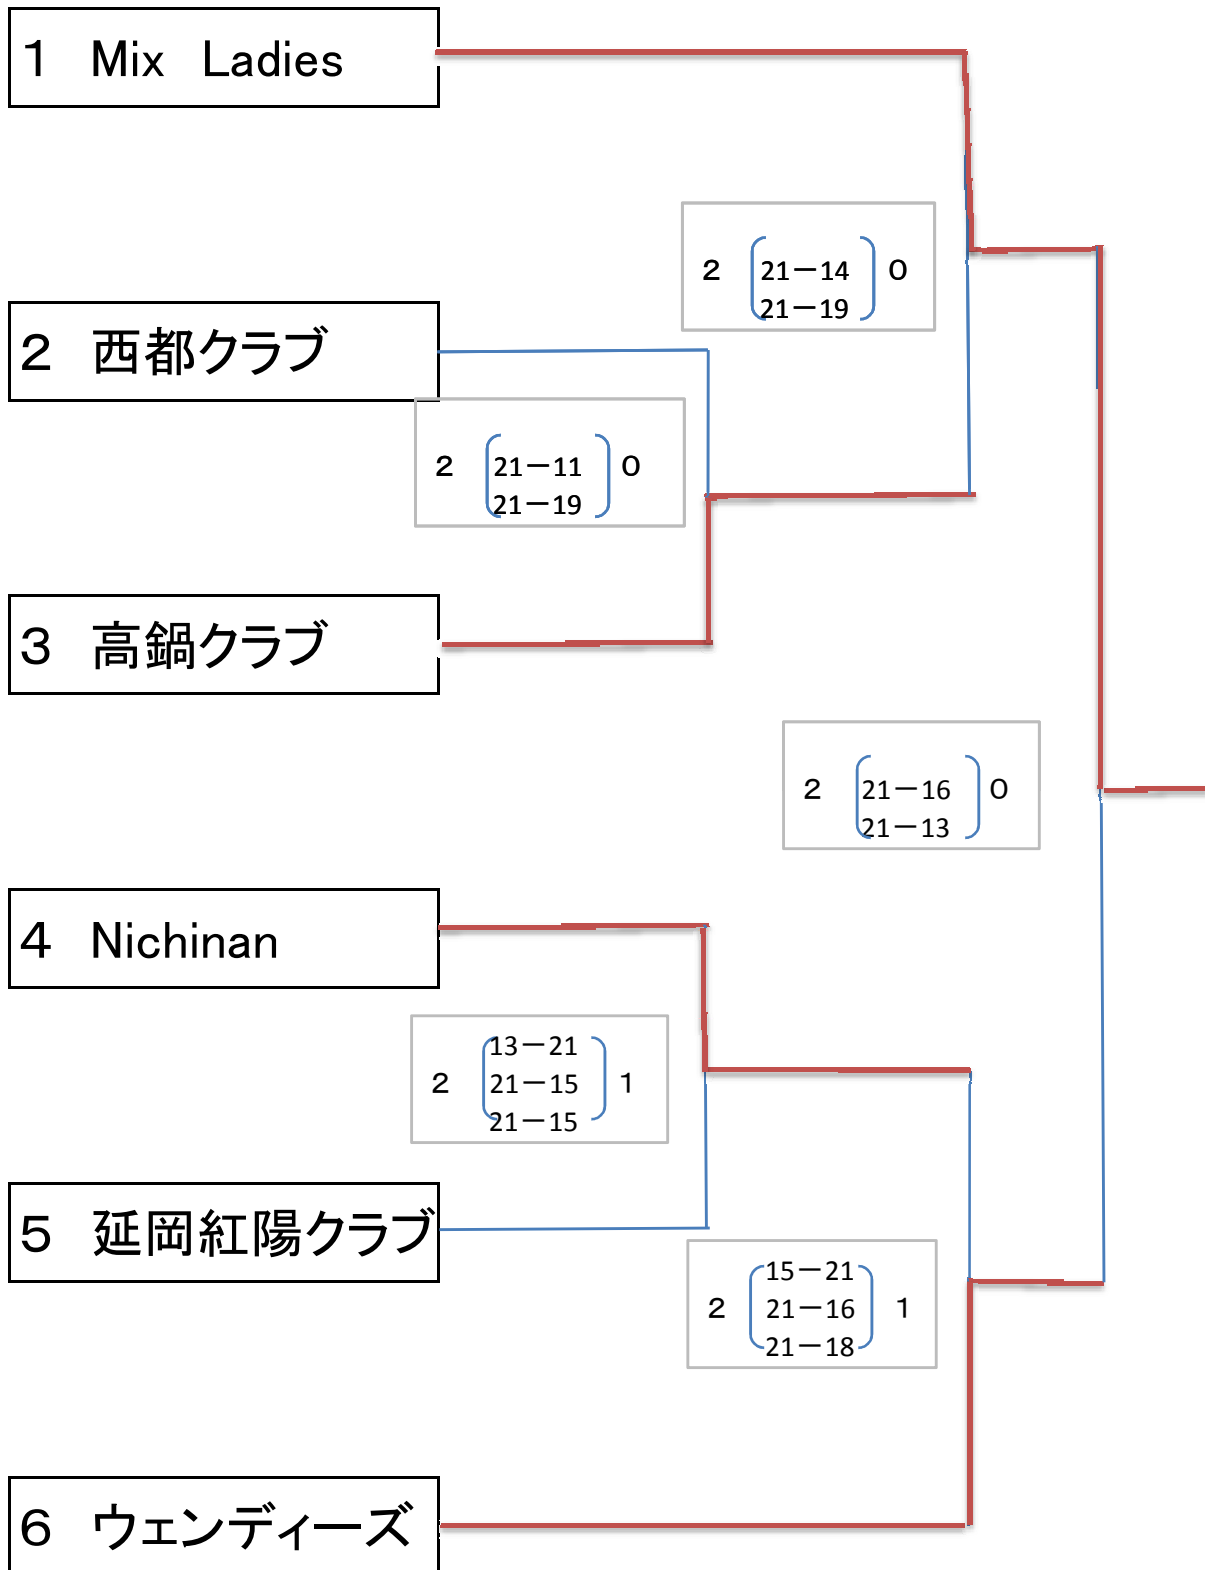 1 Mix Ladies
2 21－14 0
21－19
2 西都クラブ
2 21－11 0
21－19
3 高鍋クラブ
2 21－16 0
21－13
4 Nichinan
13－21
2 21－15 1
21－15
5 延岡紅陽クラブ
15－21
2 21－16 1
21－18
6 ウェンディーズ